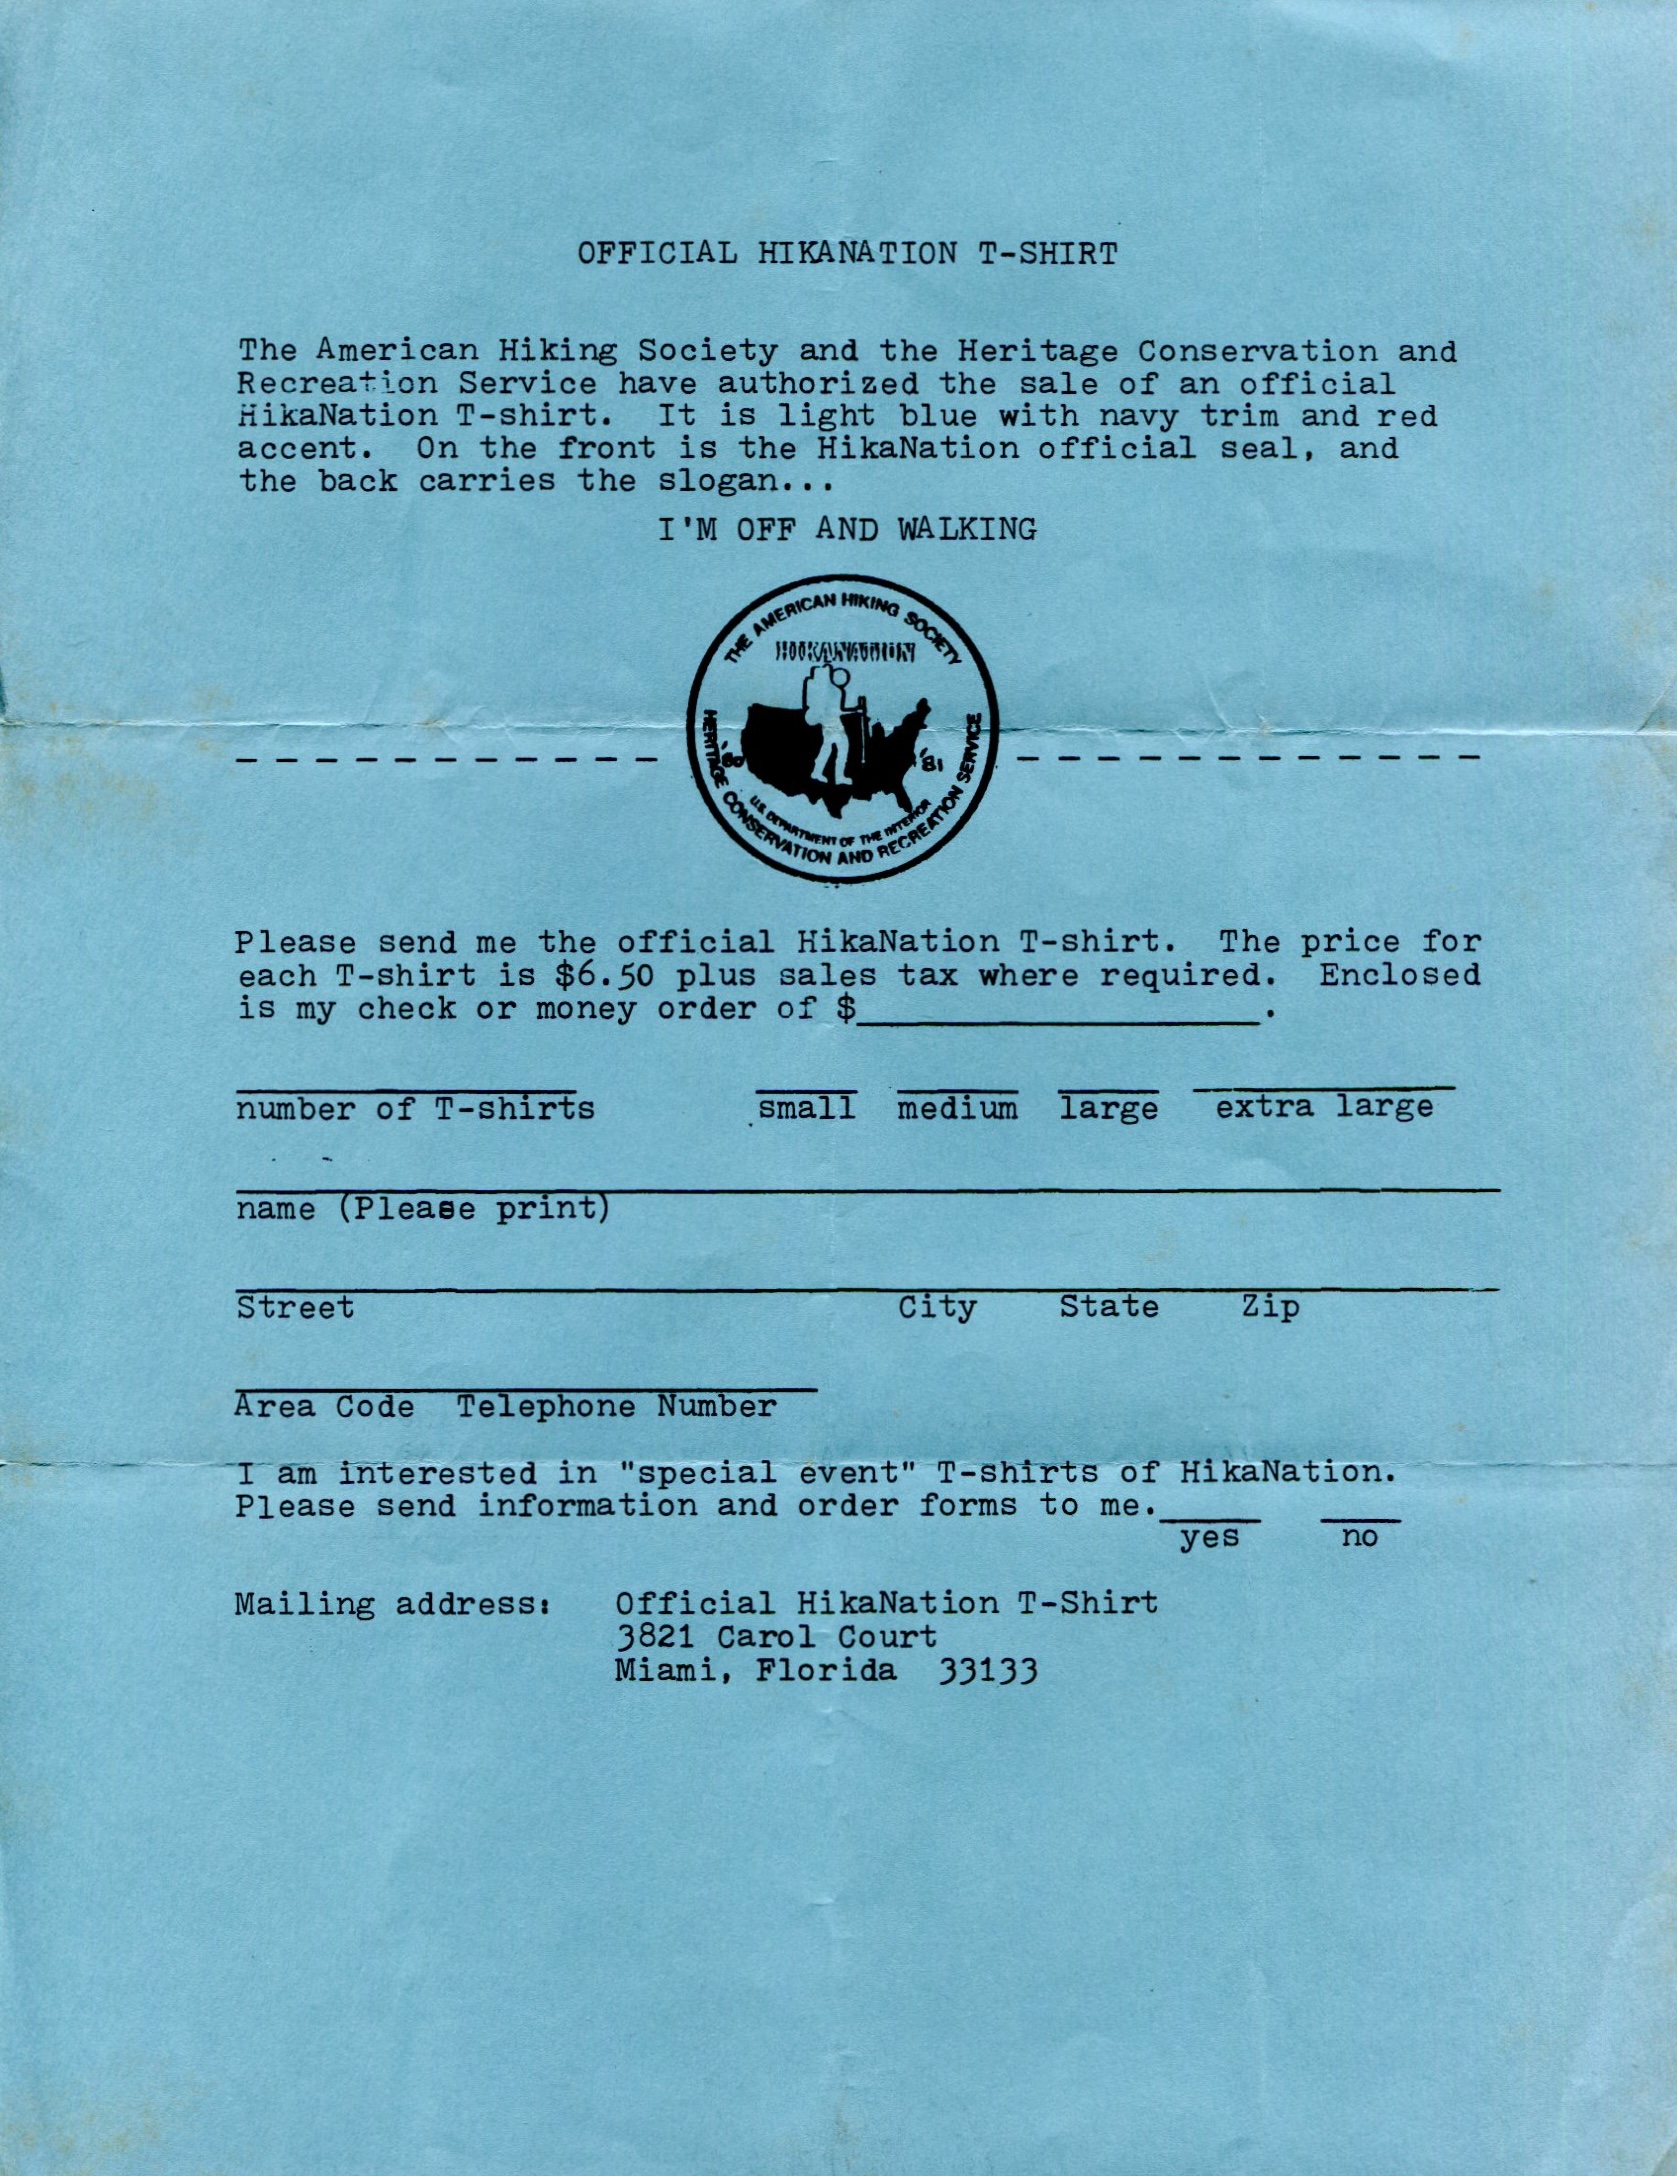 OFFICIAL HIKANATION T-SHIRT
The American Hiking Society and the Heritage Conservation and
Recreation Service have authorized the sale of an official
HikaNation T-shirt. It is light blue with navy trim and red
accent. On the front is the HikaNation official seal, and
the back carries the slogan...
I'M OFF AND WALKING
THE AMERICAN HIKING SOCIETY
HIKANATION
'80 '81
U.S. DEPARTMENT OF THE INTERIOR
HERITAGE CONSERVATION AND RECREATION SERVICE
Please send me the official HikaNation T-shirt. The price for
each T-shirt is $6.50 plus sales tax where required. Enclosed
is my check or money order of $____________________.
number of T-shirts small medium large extra large
name (Please print)
Street City State Zip
Area Code Telephone Number
I am interested in "special event" T-shirts of HikaNation.
Please send information and order forms to me._____ ____
yes no
Mailing address: Official HikaNation T-Shirt
3821 Carol Court
Miami, Florida 33133